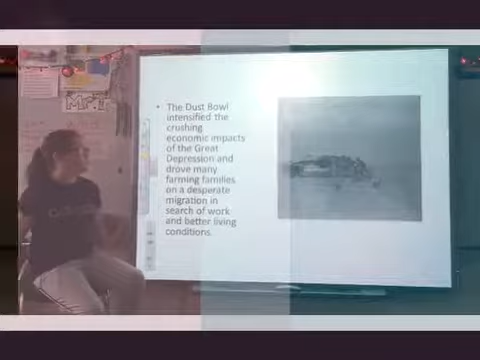 Mr. T
• The Dust Bowl
intensified the
crushing
economic impacts
of the Great
Depression and
drove many
farming families
on a desperate
migration in
search of work
and better living
conditions.